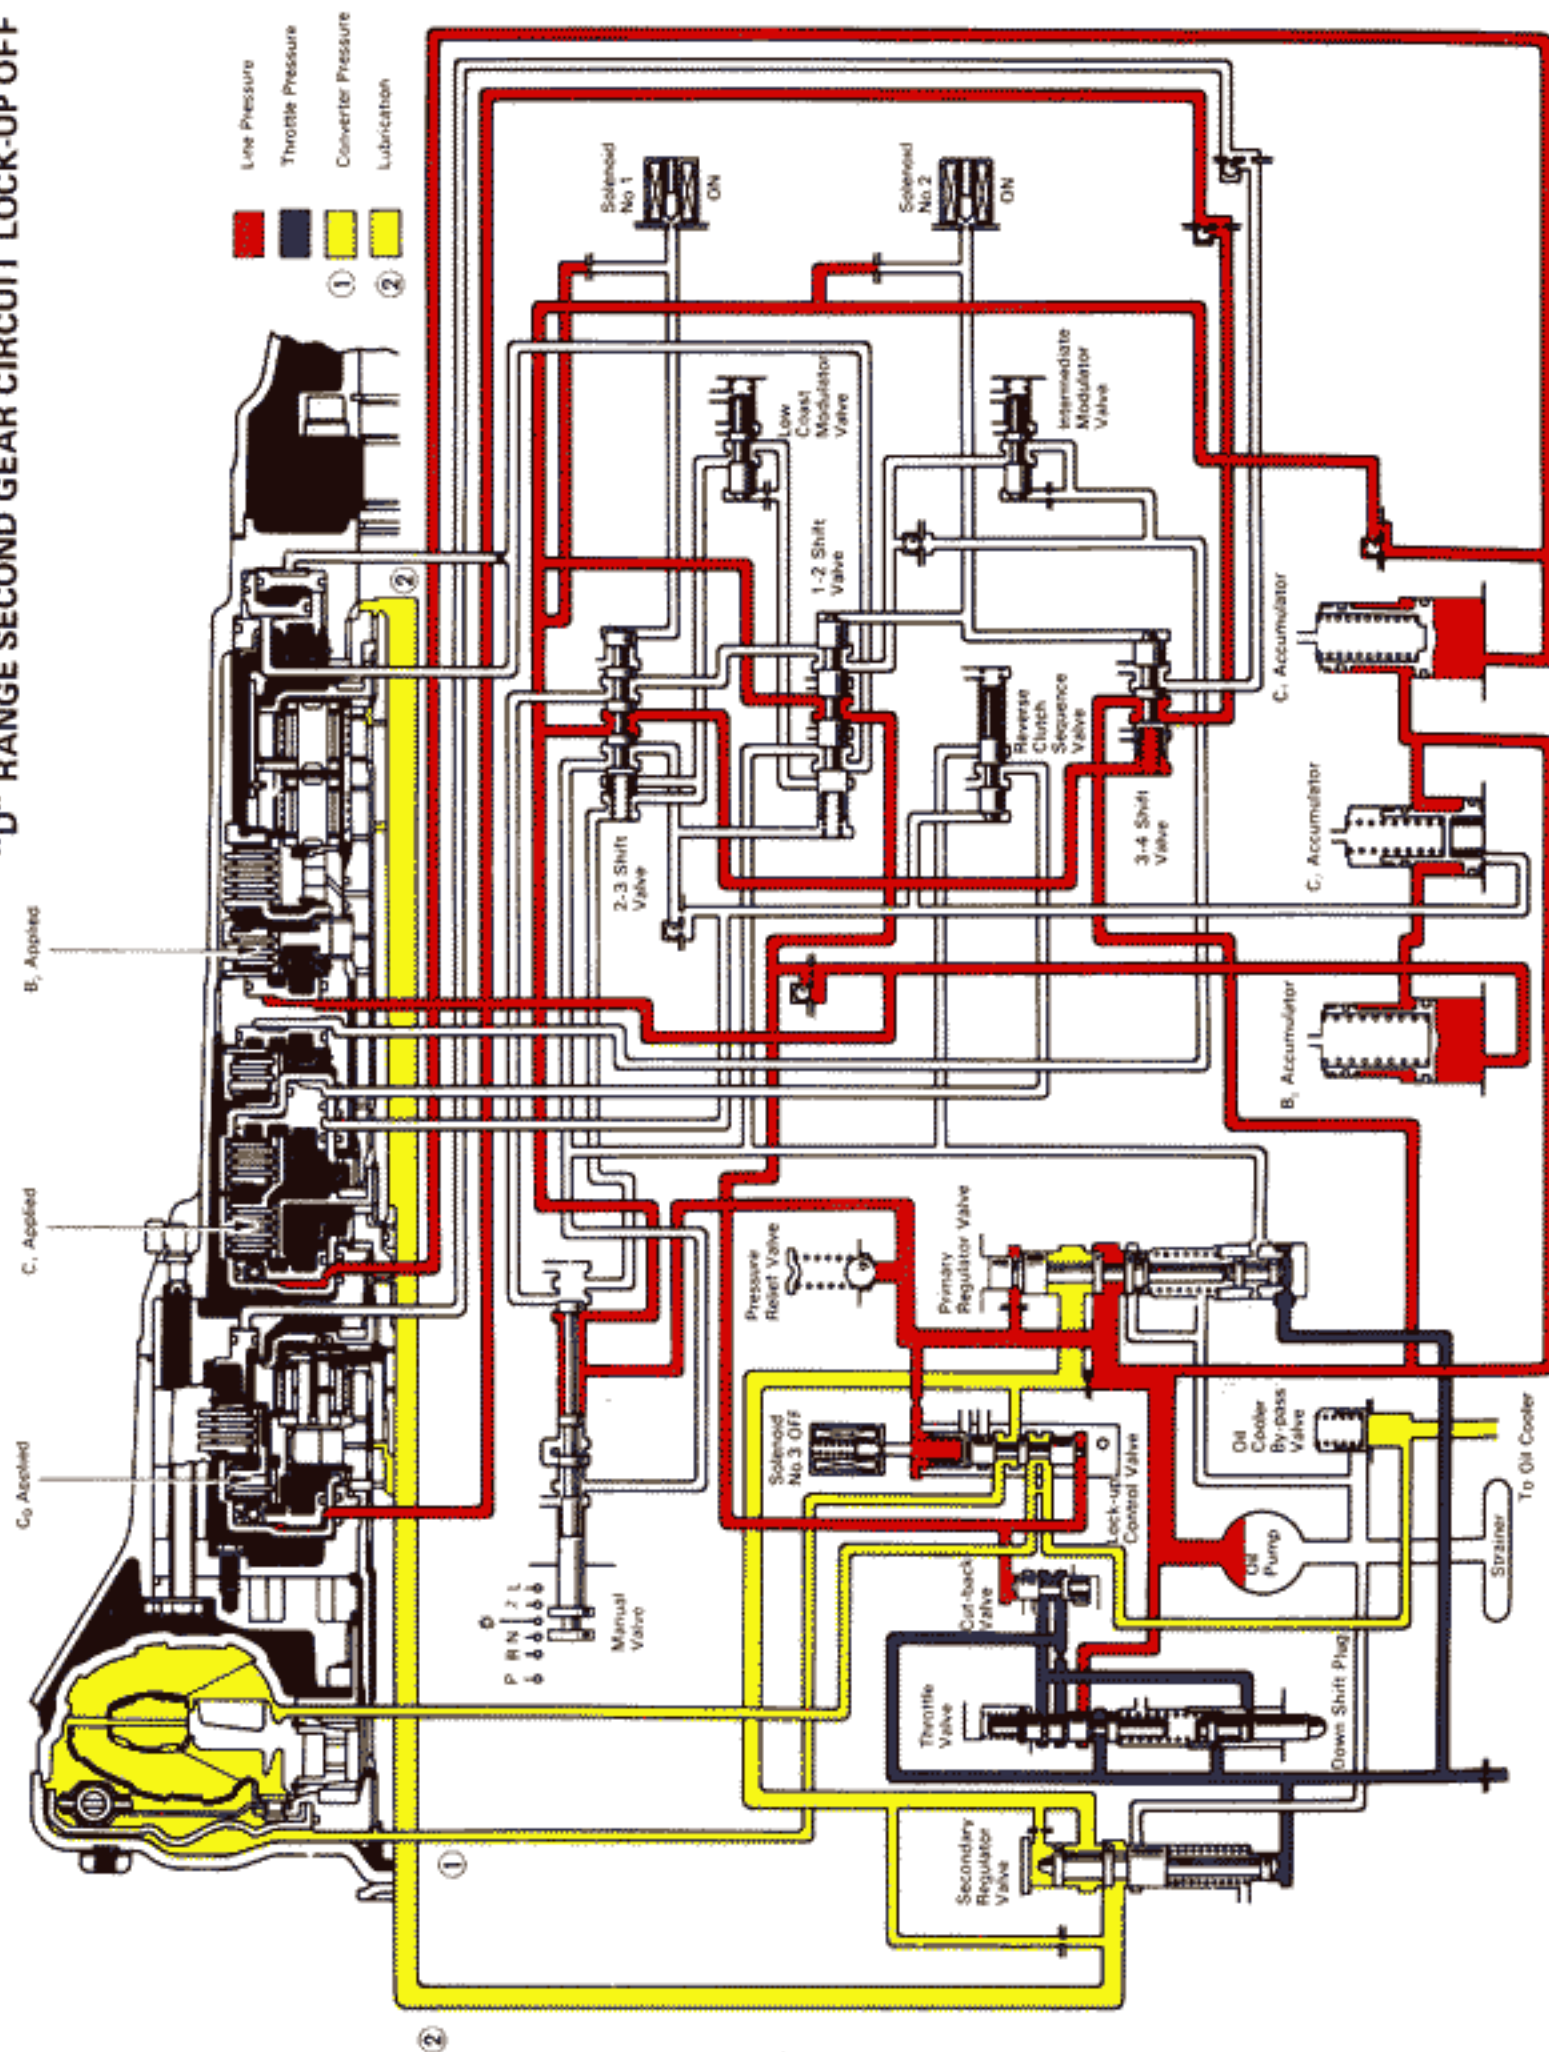 "D" RANGE SECOND GEAR CIRCUIT LOCK-UP OFF
Line Pressure
Throttle Pressure
① Converter Pressure
② Lubrication
C₀ Applied
C₁ Applied
B₂ Applied
①
②
②
P R N D 2 L
Manual
Valve
Solenoid
No 1
ON
Solenoid
No 2
ON
2-3 Shift
Valve
Low
Coast
Modulator
Valve
1-2 Shift
Valve
Intermediate
Modulator
Valve
Reverse
Clutch
Sequence
Valve
3-4 Shift
Valve
Pressure
Relief Valve
Primary
Regulator Valve
Solenoid
No 3 OFF
Lock-up
Control Valve
Cut-back
Valve
Throttle
Valve
Down Shift Plug
Secondary
Regulator
Valve
Oil
Pump
Oil
Cooler
By-pass
Valve
Strainer
To Oil Cooler
B₂ Accumulator
C₂ Accumulator
C₁ Accumulator